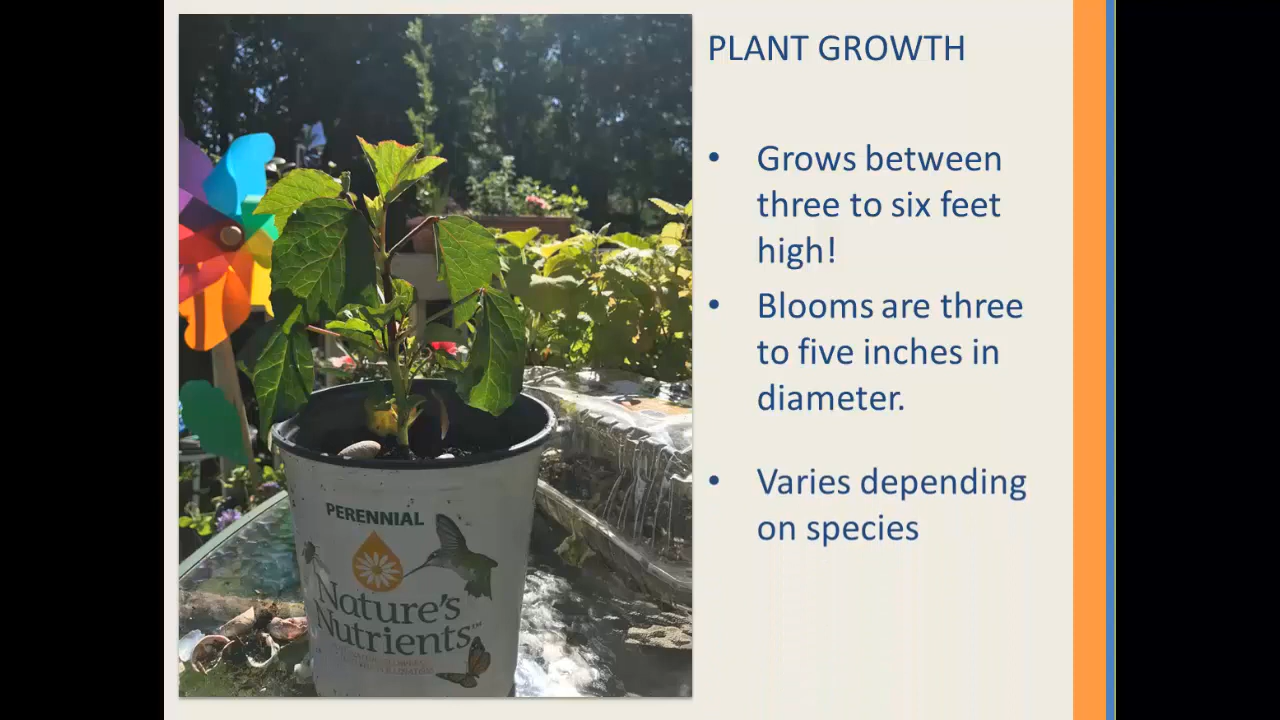 PLANT GROWTH
• Grows between
three to six feet
high!
• Blooms are three
to five inches in
diameter.
• Varies depending
on species
PERENNIAL
Nature's
Nutrients™